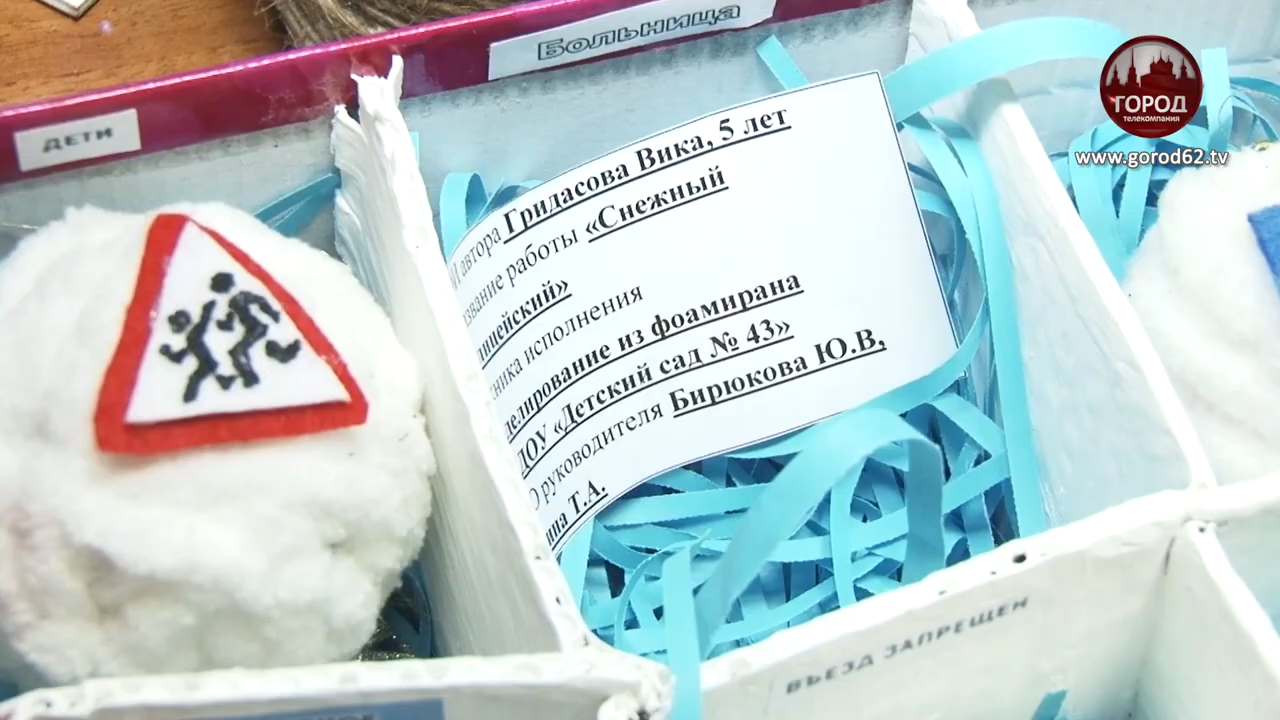 Больница
ДЕТИ
ГОРОД
телекомпания
www.gorod62.tv
автора Гридасова Вика, 5 лет
звание работы «Снежный
лицейский»
хника исполнения
делирование из фоамирана
ДОУ «Детский сад № 43»
О руководителя Бирюкова Ю.В,
ина Т.А.
ВЪЕЗД ЗАПРЕЩЕН